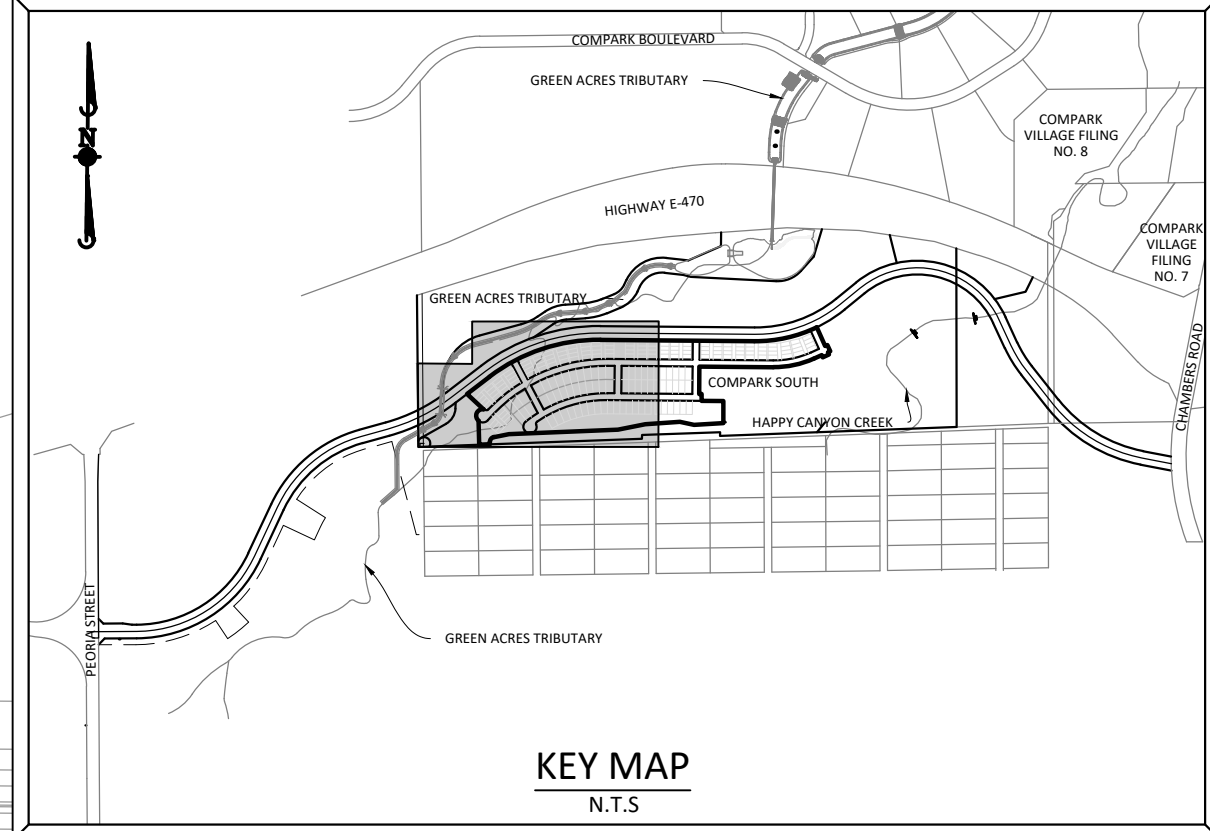 COMPARK BOULEVARD
GREEN ACRES TRIBUTARY
COMPARK
VILLAGE FILING
NO. 8
N
HIGHWAY E-470
COMPARK
VILLAGE
FILING
NO. 7
GREEN ACRES TRIBUTARY
COMPARK SOUTH
HAPPY CANYON CREEK
CHAMBERS ROAD
PEORIA STREET
GREEN ACRES TRIBUTARY
KEY MAP
N.T.S